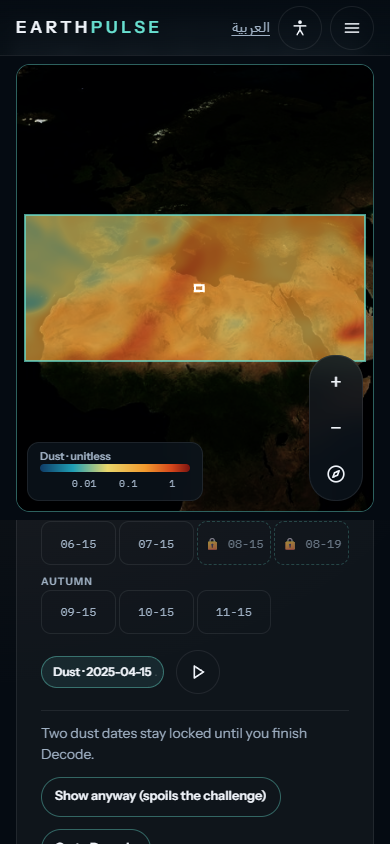 EARTHPULSE
العربية
+
−
Dust·unitless
0.01 0.1 1
06-15 07-15 08-15 08-19
AUTUMN
09-15 10-15 11-15
Dust·2025-04-15
Two dust dates stay locked until you finish
Decode.
Show anyway (spoils the challenge)